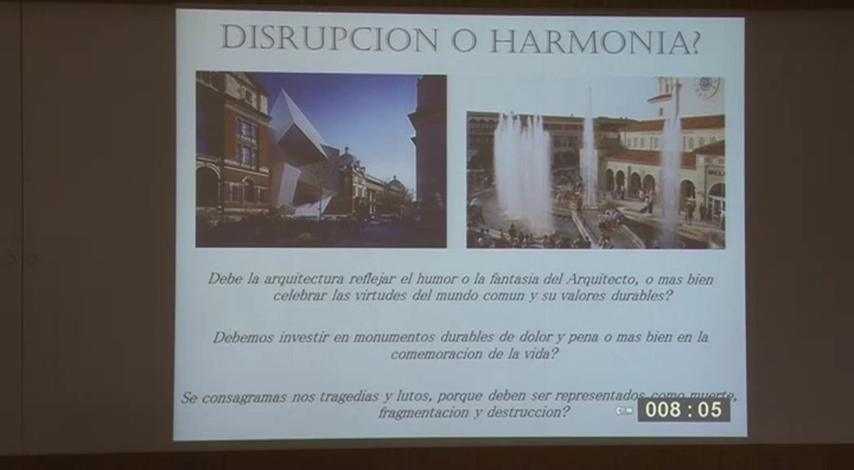 DISRUPCION O HARMONIA?
Debe la arquitectura reflejar el humor o la fantasia del Arquitecto, o mas bien
celebrar las virtudes del mundo comun y su valores durables?
Debemos investir en monumentos durables de dolor y pena o mas bien en la
comemoracion de la vida?
Se consagramas nos tragedias y lutos, porque deben ser representados como muerte,
fragmentacion y destruccion?
008 : 05